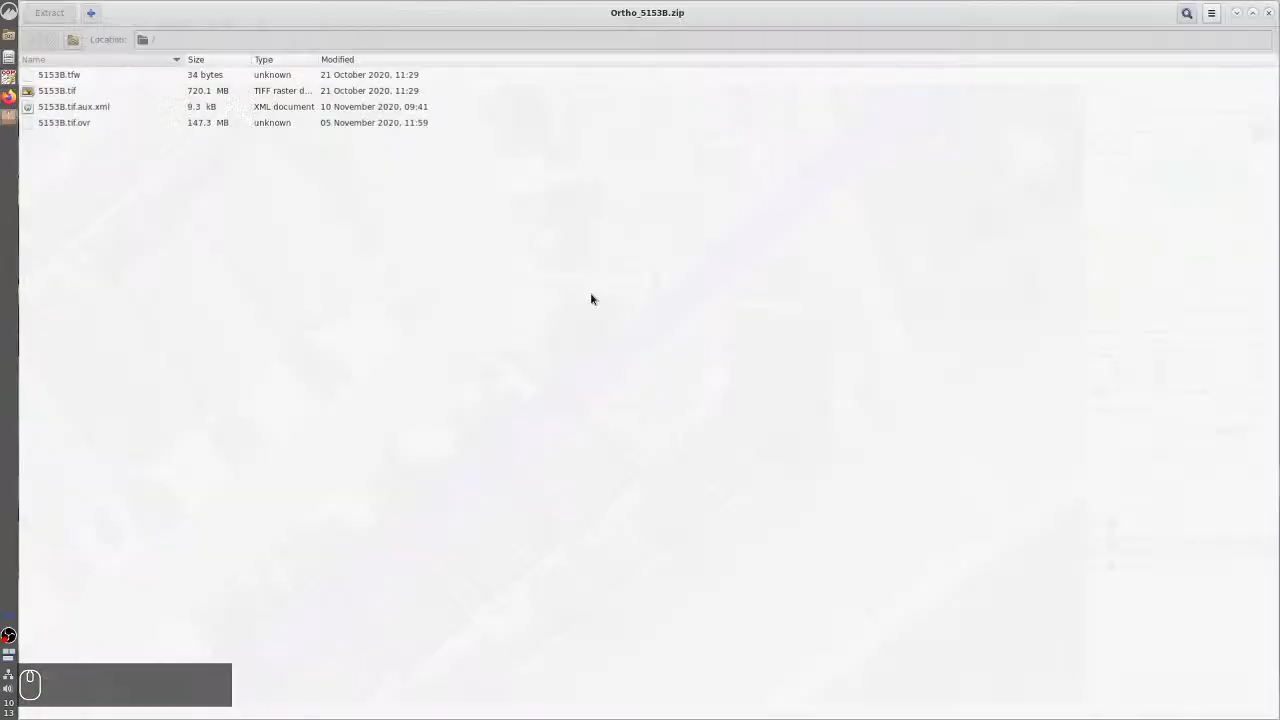 Extract
Ortho_5153B.zip
Location: /
Name Size Type Modified
5153B.tfw 34 bytes unknown 21 October 2020, 11:29
5153B.tif 720.1 MB TIFF raster d... 21 October 2020, 11:29
5153B.tif.aux.xml 9.3 kB XML document 10 November 2020, 09:41
5153B.tif.ovr 147.3 MB unknown 05 November 2020, 11:59
10
13